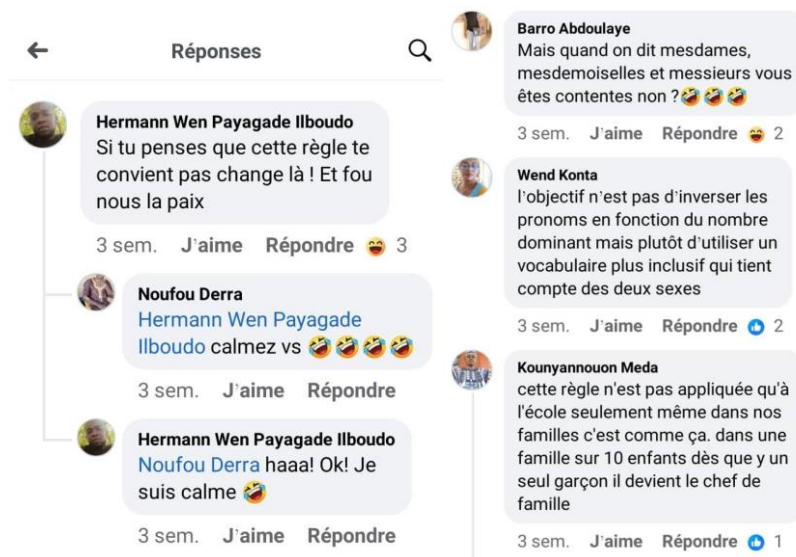 Réponses
Hermann Wen Payagade Ilboudo
Si tu penses que cette règle te
convient pas change là ! Et fou
nous la paix
3 sem. J'aime Répondre 😄 3
Noufou Derra
Hermann Wen Payagade
Ilboudo calmez vs 🤣🤣🤣🤣
3 sem. J'aime Répondre
Hermann Wen Payagade Ilboudo
Noufou Derra haaa! Ok! Je
suis calme 🤣
3 sem. J'aime Répondre
Barro Abdoulaye
Mais quand on dit mesdames,
mesdemoiselles et messieurs vous
êtes contentes non ?🤣🤣🤣
3 sem. J'aime Répondre 😄 2
Wend Konta
l'objectif n'est pas d'inverser les
pronoms en fonction du nombre
dominant mais plutôt d'utiliser un
vocabulaire plus inclusif qui tient
compte des deux sexes
3 sem. J'aime Répondre 👍 2
Kounyannouon Meda
cette règle n'est pas appliquée qu'à
l'école seulement même dans nos
familles c'est comme ça. dans une
famille sur 10 enfants dès que y un
seul garçon il devient le chef de
famille
3 sem. J'aime Répondre 👍 1